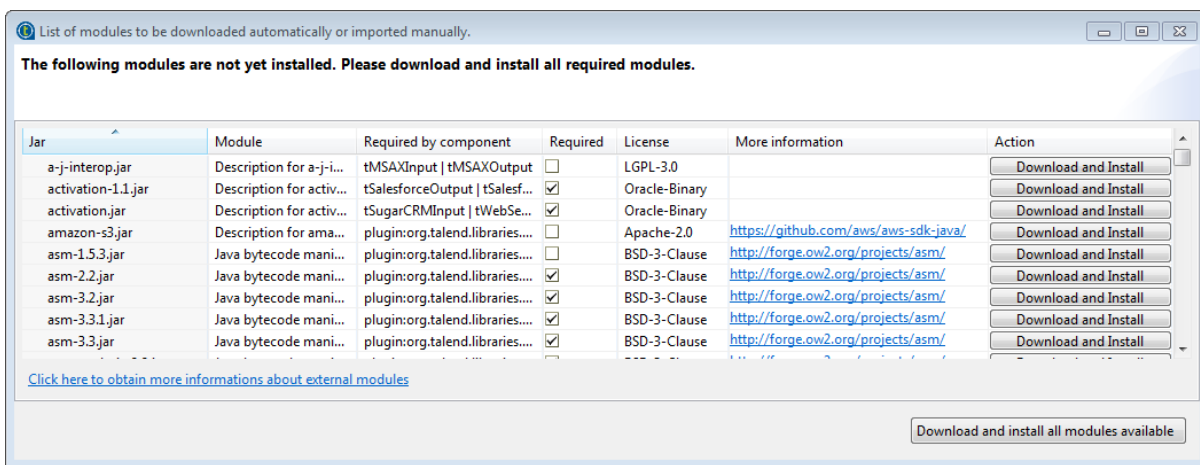 List of modules to be downloaded automatically or imported manually.
The following modules are not yet installed. Please download and install all required modules.
Jar Module Required by component Required License More information Action
a-j-interop.jar Description for a-j-i... tMSAXInput | tMSAXOutput LGPL-3.0 Download and Install
activation-1.1.jar Description for activ... tSalesforceOutput | tSalesf... Oracle-Binary Download and Install
activation.jar Description for activ... tSugarCRMInput | tWebSe... Oracle-Binary Download and Install
amazon-s3.jar Description for ama... plugin:org.talend.libraries.... Apache-2.0 https://github.com/aws/aws-sdk-java/ Download and Install
asm-1.5.3.jar Java bytecode mani... plugin:org.talend.libraries.... BSD-3-Clause http://forge.ow2.org/projects/asm/ Download and Install
asm-2.2.jar Java bytecode mani... plugin:org.talend.libraries.... BSD-3-Clause http://forge.ow2.org/projects/asm/ Download and Install
asm-3.2.jar Java bytecode mani... plugin:org.talend.libraries.... BSD-3-Clause http://forge.ow2.org/projects/asm/ Download and Install
asm-3.3.1.jar Java bytecode mani... plugin:org.talend.libraries.... BSD-3-Clause http://forge.ow2.org/projects/asm/ Download and Install
asm-3.3.jar Java bytecode mani... plugin:org.talend.libraries.... BSD-3-Clause http://forge.ow2.org/projects/asm/ Download and Install
Click here to obtain more informations about external modules
Download and install all modules available